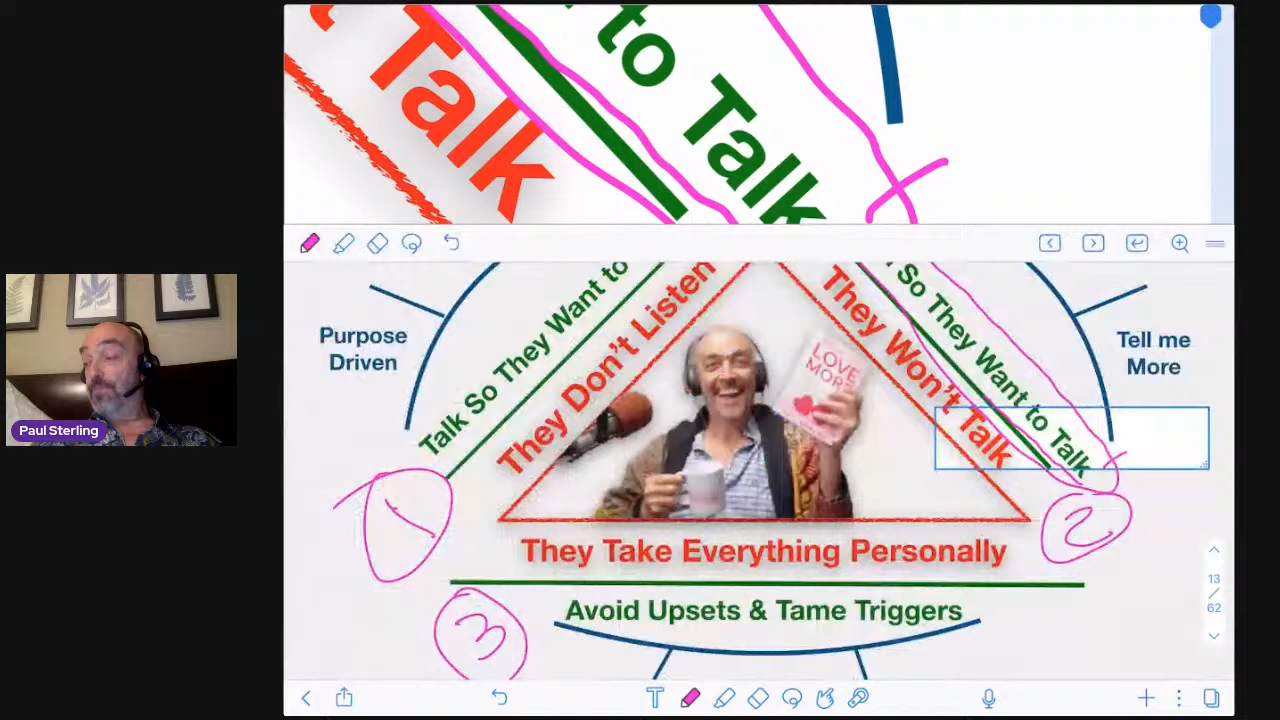 Talk
to Talk
Purpose
Driven
Talk So They Want to
They Don't Listen
They Won't Talk
So They Want to Talk
Tell me
More
LOVE
MORE
They Take Everything Personally
Avoid Upsets & Tame Triggers
1
2
3
13
/
62
T
Paul Sterling